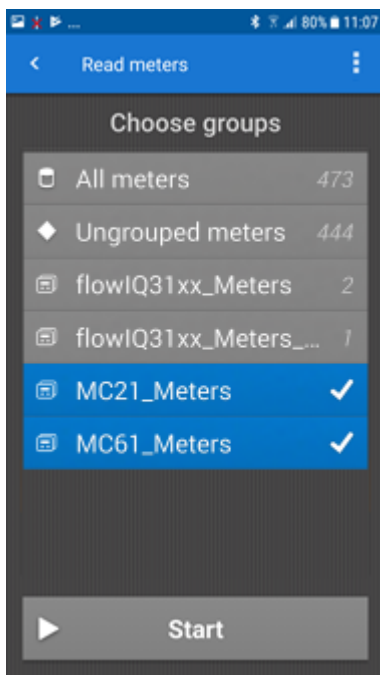 ... 80% 11:07
Read meters
Choose groups
All meters 473
Ungrouped meters 444
flowIQ31xx_Meters 2
flowIQ31xx_Meters_... 1
MC21_Meters
MC61_Meters
Start